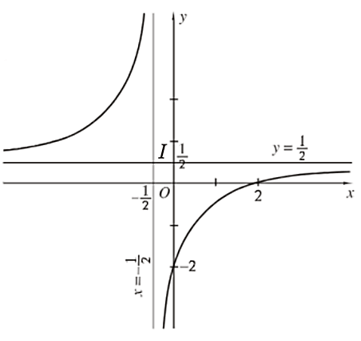 y
I 1/2
y = 1/2
-1/2 O 2 x
x = -1/2
-2